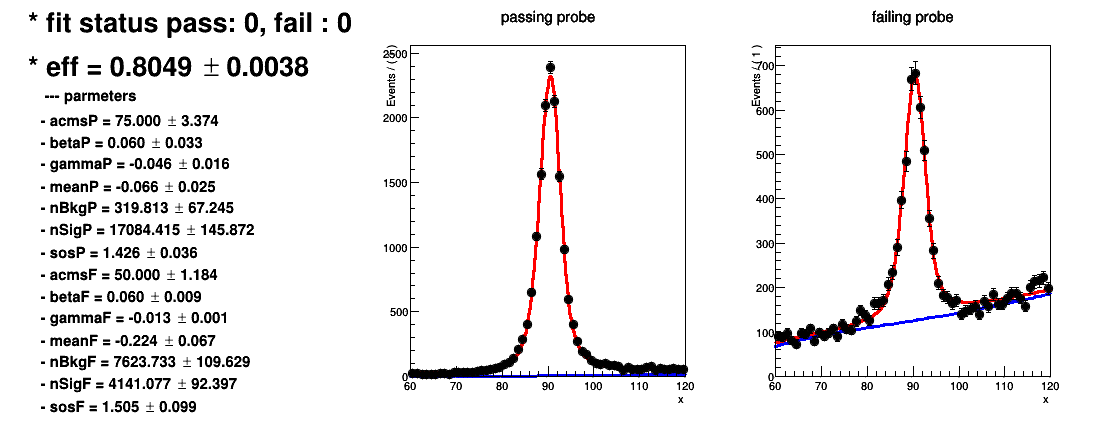 * fit status pass: 0, fail : 0
* eff = 0.8049 ± 0.0038
--- parmeters
- acmsP = 75.000 ± 3.374
- betaP = 0.060 ± 0.033
- gammaP = -0.046 ± 0.016
- meanP = -0.066 ± 0.025
- nBkgP = 319.813 ± 67.245
- nSigP = 17084.415 ± 145.872
- sosP = 1.426 ± 0.036
- acmsF = 50.000 ± 1.184
- betaF = 0.060 ± 0.009
- gammaF = -0.013 ± 0.001
- meanF = -0.224 ± 0.067
- nBkgF = 7623.733 ± 109.629
- nSigF = 4141.077 ± 92.397
- sosF = 1.505 ± 0.099
passing probe
Events / ( 
2500
2000
1500
1000
500
0
60 70 80 90 100 110 120
x
failing probe
Events / ( 1 )
700
600
500
400
300
200
100
0
60 70 80 90 100 110 120
x